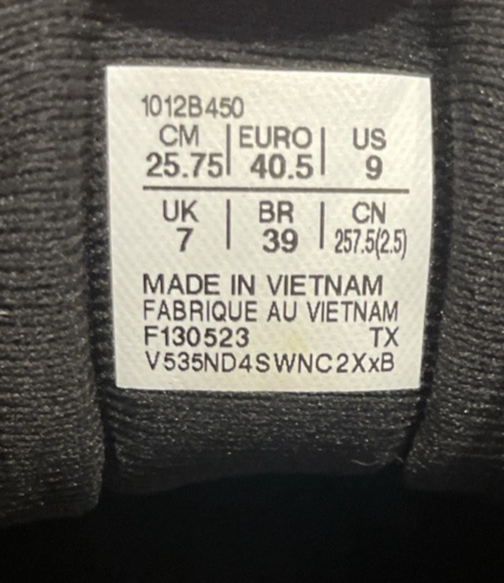 1012B450
CM | EURO | US
25.75 | 40.5 | 9
UK | BR | CN
7 | 39 | 257.5(2.5)
MADE IN VIETNAM
FABRIQUE AU VIETNAM
F130523 TX
V535ND4SWNC2XxB